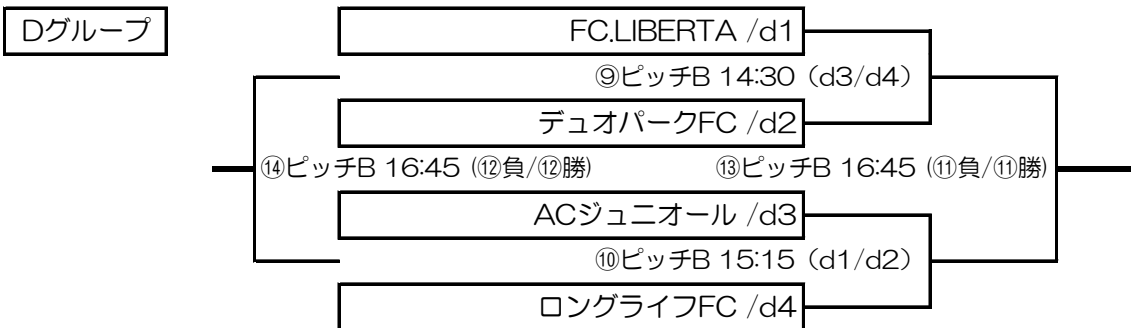 Dグループ
FC.LIBERTA /d1
⑨ピッチB 14:30（d3/d4）
デュオパークFC /d2
⑭ピッチB 16:45 (⑫負/⑫勝)
⑬ピッチB 16:45 (⑪負/⑪勝)
ACジュニオール /d3
⑩ピッチB 15:15（d1/d2）
ロングライフFC /d4